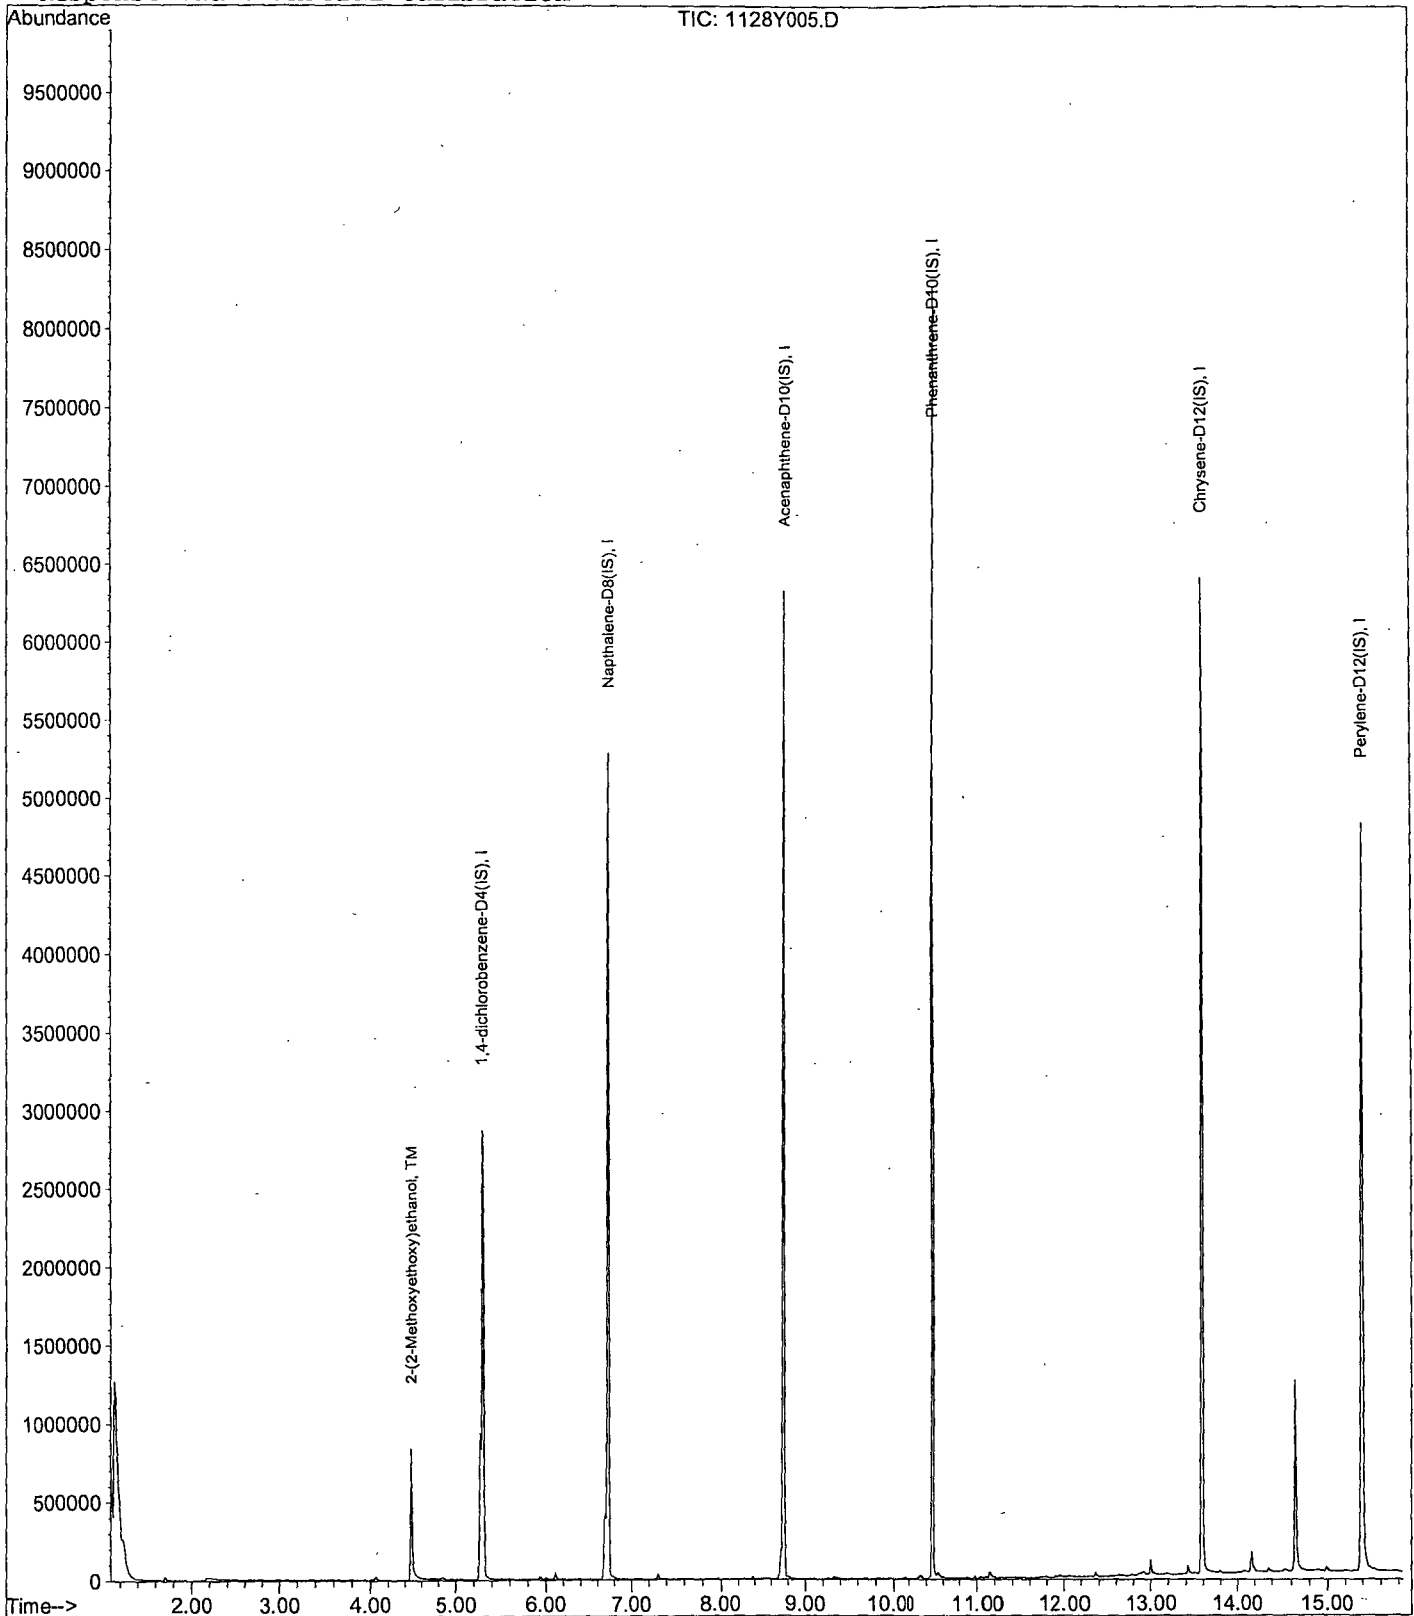 Abundance
TIC: 1128Y005.D
9500000
9000000
8500000
8000000
7500000
7000000
6500000
6000000
5500000
5000000
4500000
4000000
3500000
3000000
2500000
2000000
1500000
1000000
500000
0
2-(2-Methoxyethoxy)ethanol, TM
1,4-dichlorobenzene-D4(IS), I
Napthalene-D8(IS), I
Acenaphthene-D10(IS), I
Phenanthrene-D10(IS), I
Chrysene-D12(IS), I
Perylene-D12(IS), I
Time-->
2.00 3.00 4.00 5.00 6.00 7.00 8.00 9.00 10.00 11.00 12.00 13.00 14.00 15.00